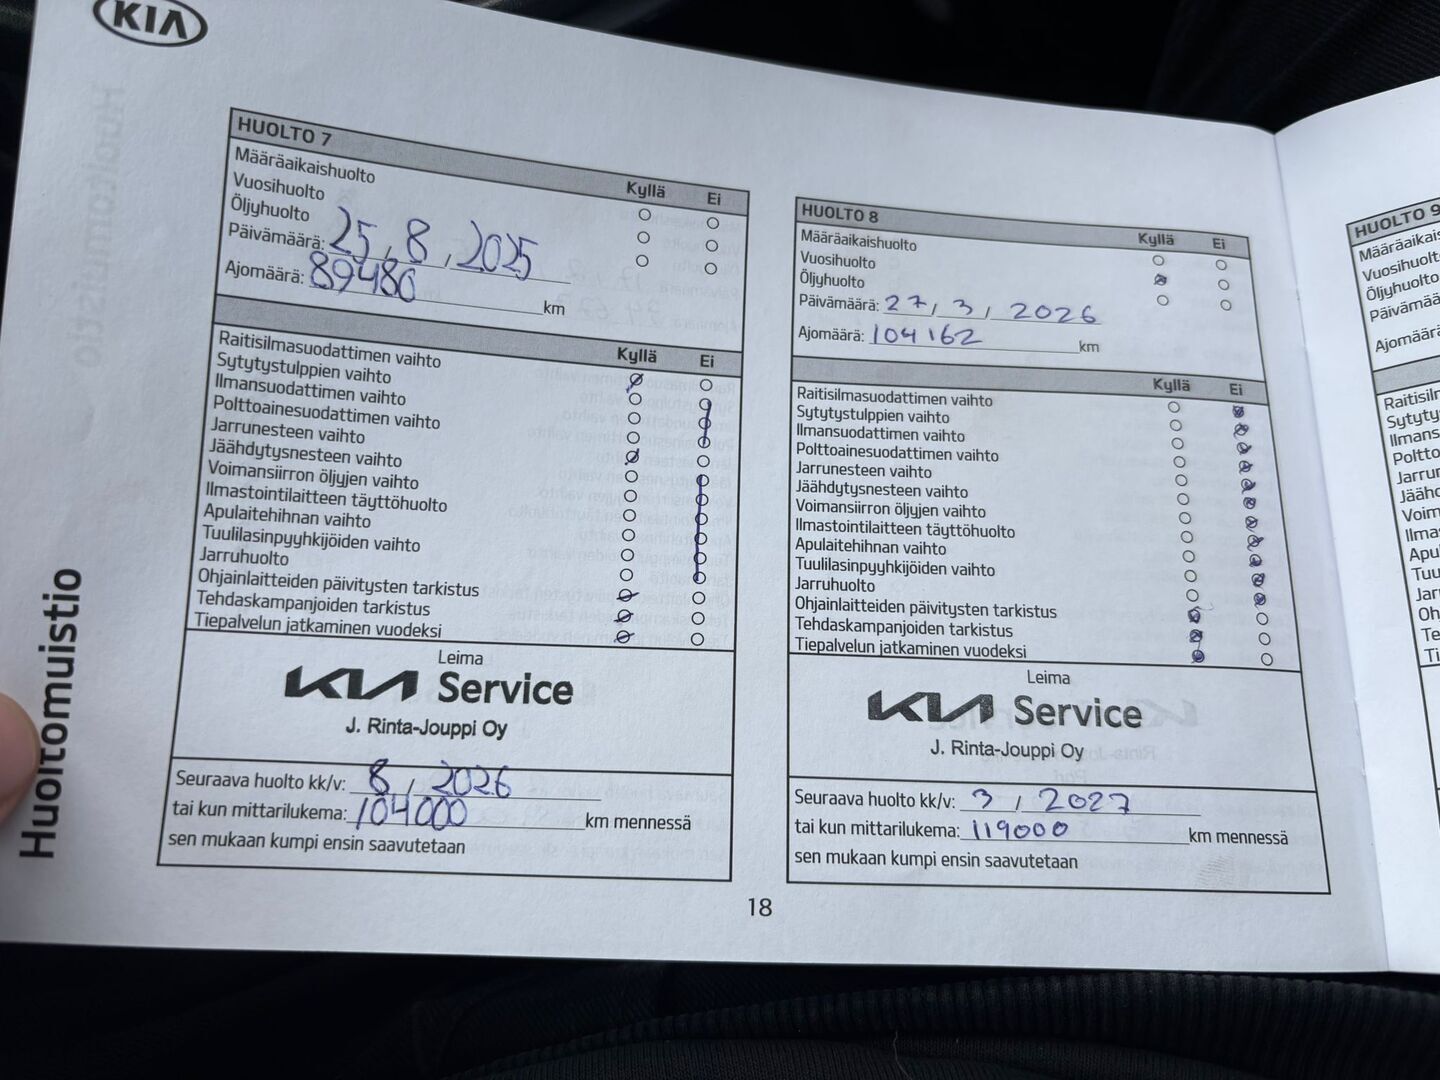 KIA
Huoltomuistio
HUOLTO 7
Kyllä Ei
Määräaikaishuolto
Vuosihuolto
Öljyhuolto
Päivämäärä: 25, 8, 2025
Ajomäärä: 89480 km
Kyllä Ei
Raitisilmasuodattimen vaihto
Sytytystulppien vaihto
Ilmansuodattimen vaihto
Polttoainesuodattimen vaihto
Jarrunesteen vaihto
Jäähdytysnesteen vaihto
Voimansiirron öljyjen vaihto
Ilmastointilaitteen täyttöhuolto
Apulaitehihnan vaihto
Tuulilasinpyyhkijöiden vaihto
Jarruhuolto
Ohjainlaitteiden päivitysten tarkistus
Tehdaskampanjoiden tarkistus
Tiepalvelun jatkaminen vuodeksi
Leima
KIA Service
J. Rinta-Jouppi Oy
Seuraava huolto kk/v: 8, 2026
tai kun mittarilukema: 104000 km mennessä
sen mukaan kumpi ensin saavutetaan
HUOLTO 8
Kyllä Ei
Määräaikaishuolto
Vuosihuolto
Öljyhuolto
Päivämäärä: 27, 3, 2026
Ajomäärä: 104162 km
Kyllä Ei
Raitisilmasuodattimen vaihto
Sytytystulppien vaihto
Ilmansuodattimen vaihto
Polttoainesuodattimen vaihto
Jarrunesteen vaihto
Jäähdytysnesteen vaihto
Voimansiirron öljyjen vaihto
Ilmastointilaitteen täyttöhuolto
Apulaitehihnan vaihto
Tuulilasinpyyhkijöiden vaihto
Jarruhuolto
Ohjainlaitteiden päivitysten tarkistus
Tehdaskampanjoiden tarkistus
Tiepalvelun jatkaminen vuodeksi
Leima
KIA Service
J. Rinta-Jouppi Oy
Seuraava huolto kk/v: 3, 2027
tai kun mittarilukema: 119000 km mennessä
sen mukaan kumpi ensin saavutetaan
18
HUOLTO 9